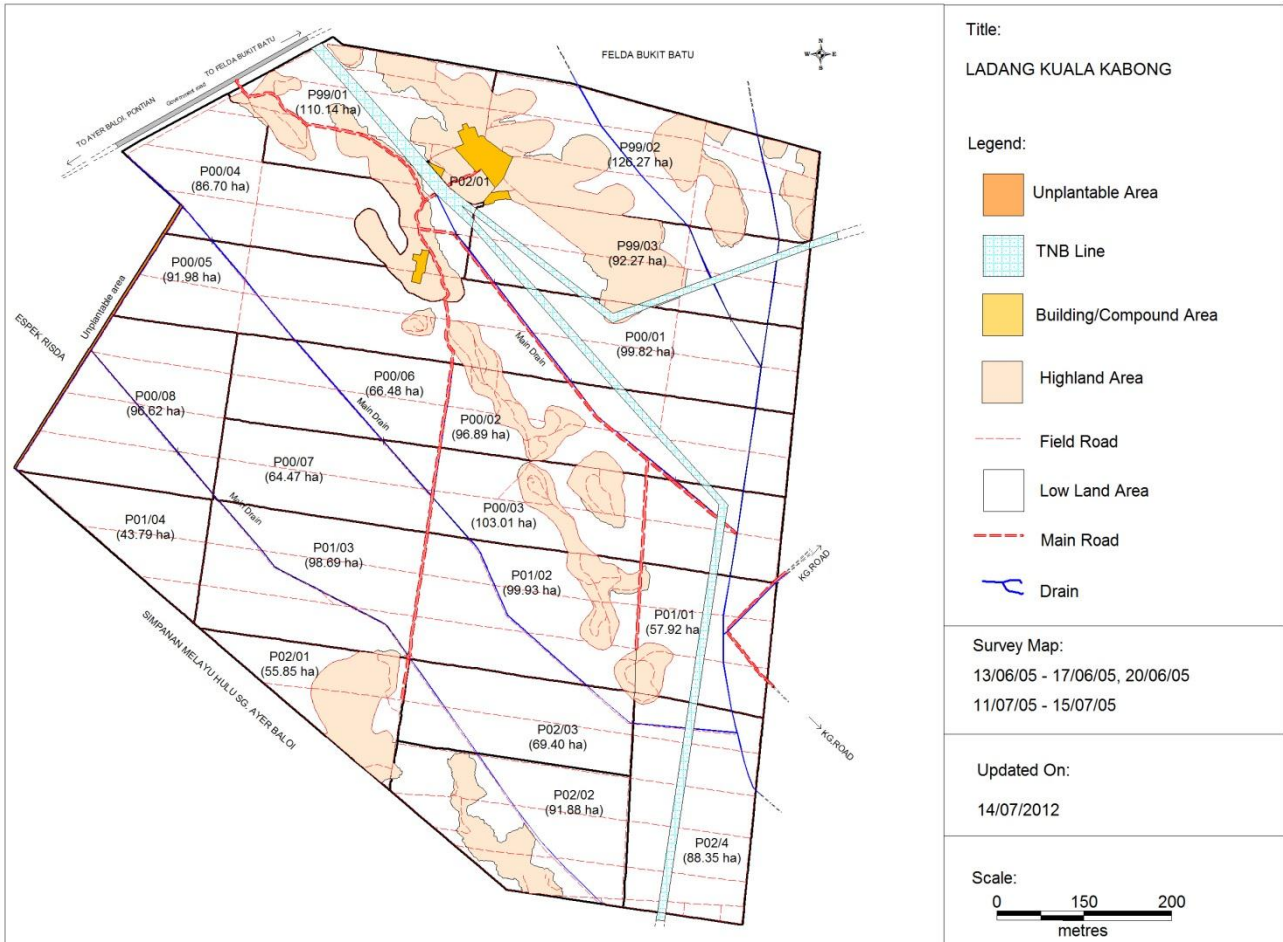 TO FELDA BUKIT BATU
Government road
TO AYER BALOI, PONTIAN
FELDA BUKIT BATU
N
W
E
S
P99/01
(110.14 ha)
P99/02
(126.27 ha)
P00/04
(86.70 ha)
P02/01
P99/03
(92.27 ha)
P00/05
(91.98 ha)
Unplantable area
ESPEK RISDA
Main Drain
P00/01
(99.82 ha)
P00/06
(66.48 ha)
P00/08
(96.62 ha)
Main Drain
P00/02
(96.89 ha)
P00/07
(64.47 ha)
Main Drain
P00/03
(103.01 ha)
P01/04
(43.79 ha)
P01/03
(98.69 ha)
P01/02
(99.93 ha)
KG.ROAD
P01/01
(57.92 ha)
SIMPANAN MELAYU HULU SG. AYER BALOI
P02/01
(55.85 ha)
P02/03
(69.40 ha)
KG.ROAD
P02/02
(91.88 ha)
P02/4
(88.35 ha)
Title:
LADANG KUALA KABONG
Legend:
Unplantable Area
TNB Line
Building/Compound Area
Highland Area
Field Road
Low Land Area
Main Road
Drain
Survey Map:
13/06/05 - 17/06/05, 20/06/05
11/07/05 - 15/07/05
Updated On:
14/07/2012
Scale:
0 150 200
metres